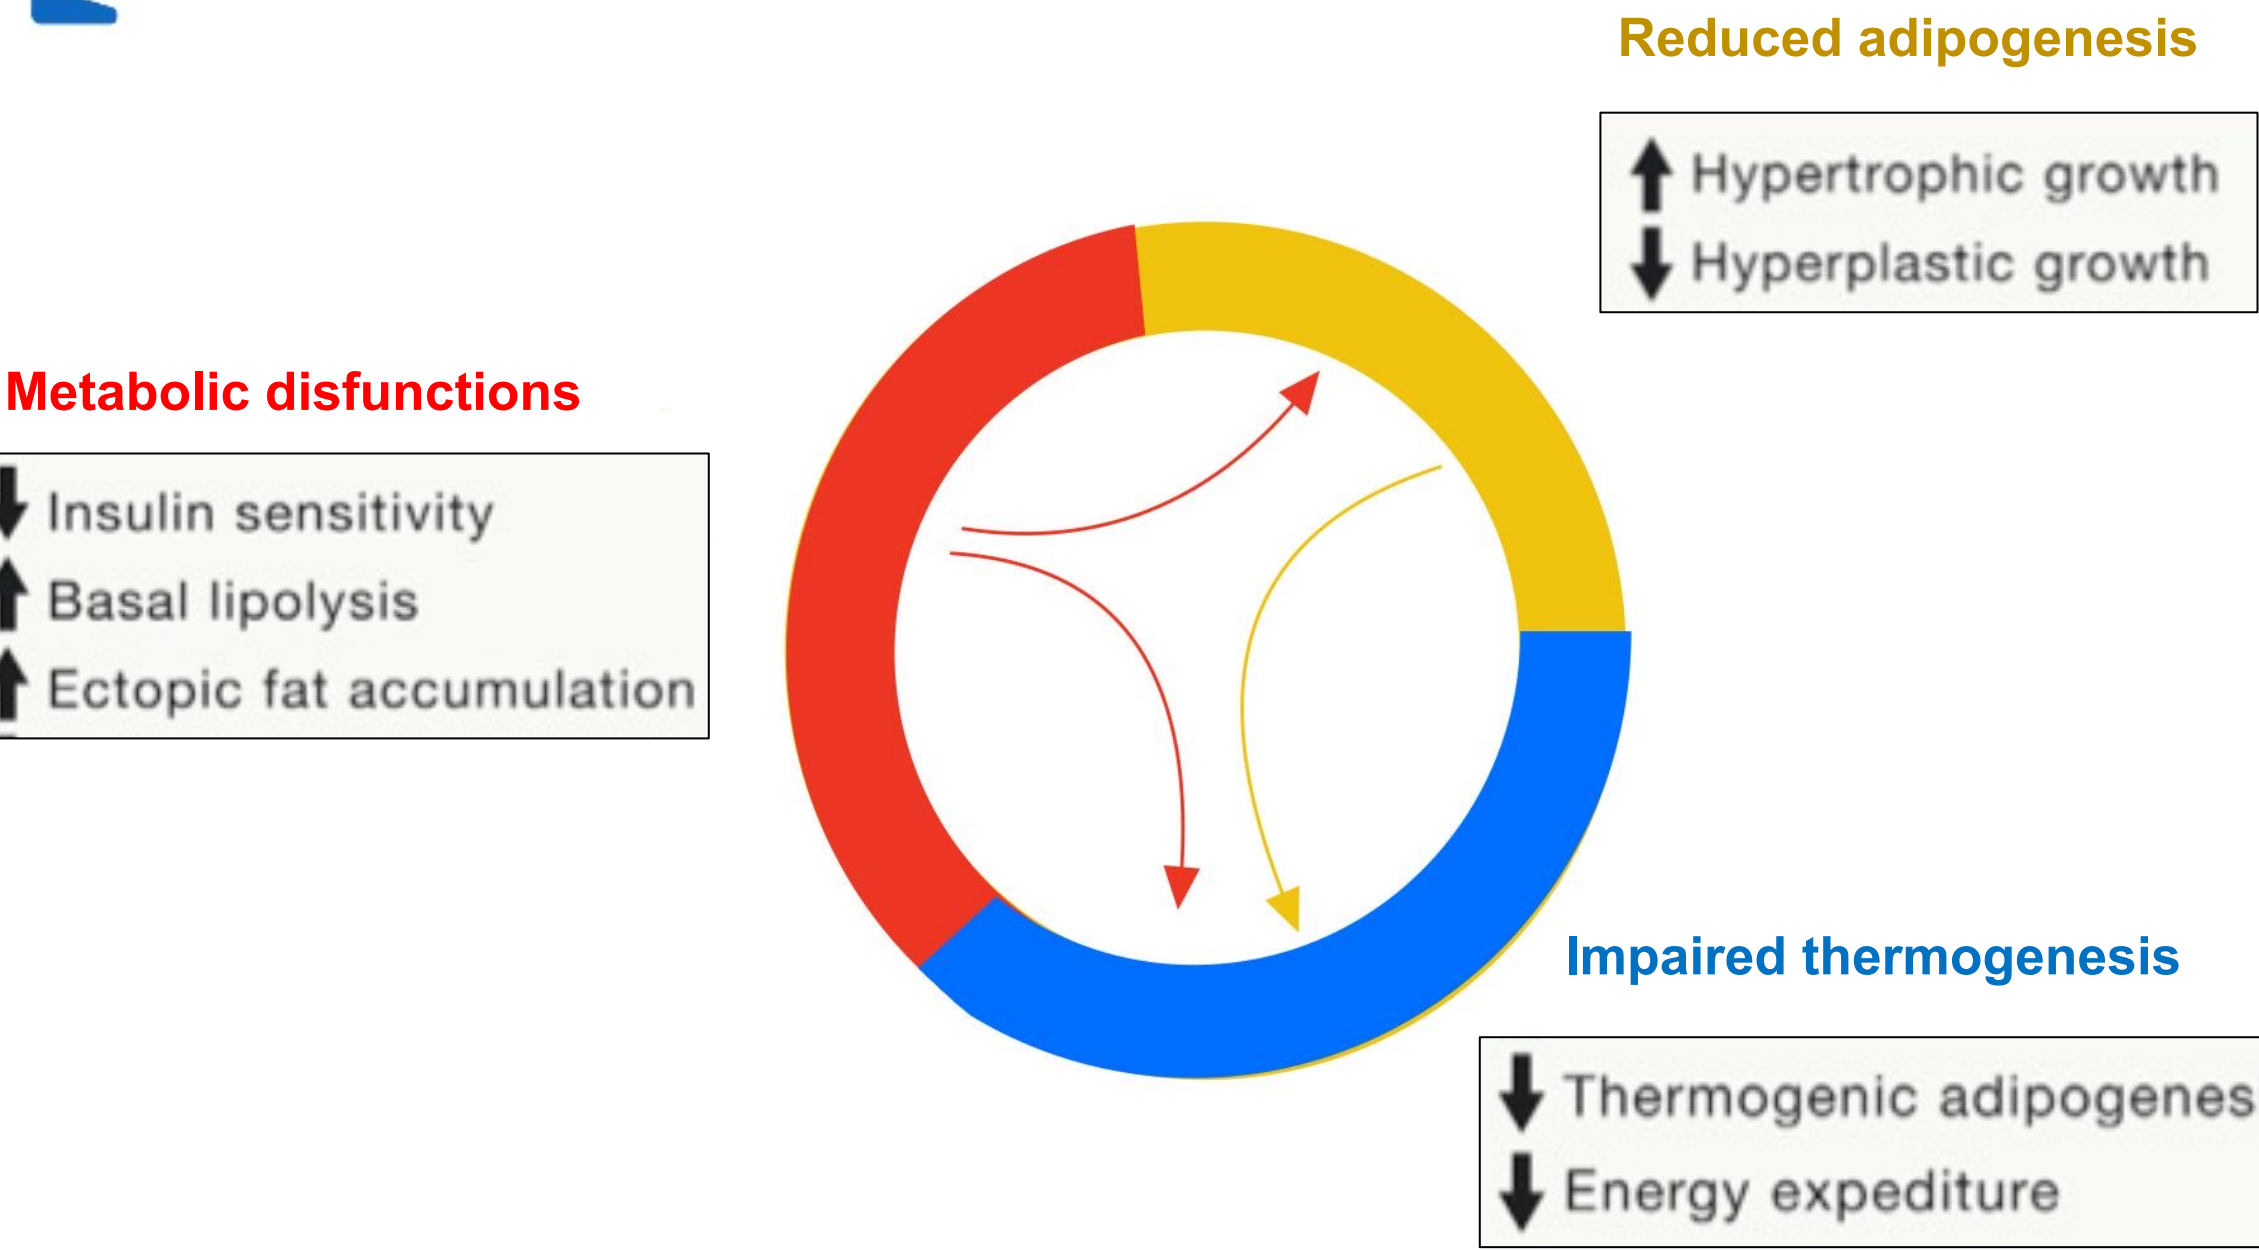 Reduced adipogenesis
Hypertrophic growth
Hyperplastic growth
Metabolic disfunctions
Insulin sensitivity
Basal lipolysis
Ectopic fat accumulation
Impaired thermogenesis
Thermogenic adipogenes
Energy expediture